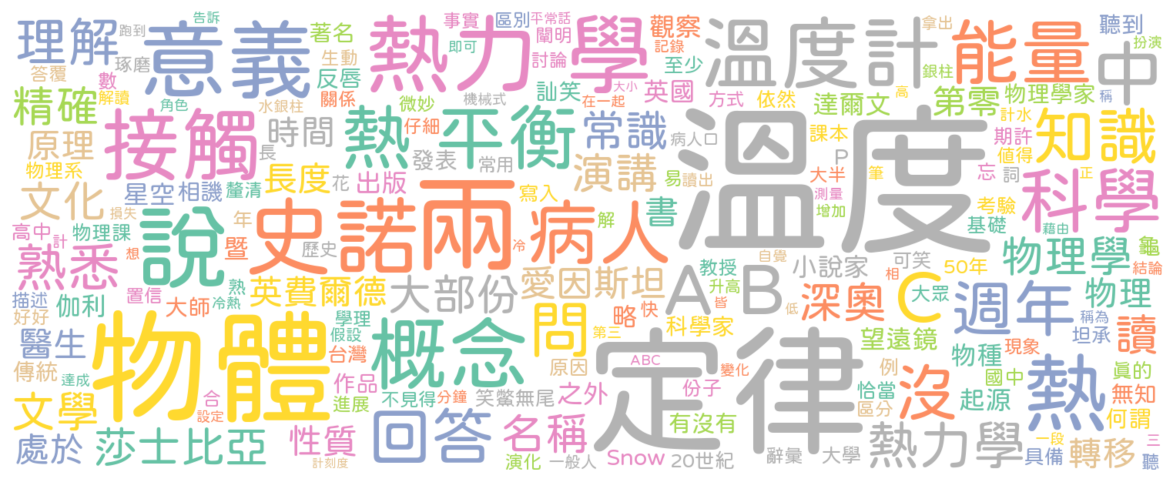 理解
告訴
跑到
答覆
琢磨
意義
生動
反唇
著名
區別
平常話
事實
闡明
記錄
觀察
熱力學
討論
至少
溫度計
能量
拿出
銀柱
聽到
扮演
中
稱
精確
數
解讀
角色
水銀柱
關係
微妙
機械式
大小
在一起
訕笑
英國
方式
依然
達爾文
高
第零
物理學家
計水
原理
物理系
接觸
時間
長
熱平衡
仔細
發表
常用
常識
病人口
課本
P
大半
筆
期許
忘
值得
詞
正
知識
文化
星空
相譏
釐清
長度
花
出版
演講
寫入
書
易
讀出
測量
增加
溫度
考驗
基礎
藉由
科學
高中
計
損失
物理課
年
暨
歷史
說
史諾
兩
冷
解
病人
自覺
教授
小說家
可笑
相
50年
物理學
龜
結論
熟悉
想
描述
好好
置信
伽利
冷熱
大師
熟
英費爾德
大部份
愛因斯坦
略
快
升高
皆
A
B
低
深奧
C
大眾
週年
稱為
坦承
物理
醫生
傳統
達成
物體
學理
假設
台灣
概念
問
第三
科學家
望遠鏡
例
物種
現象
讀
真的
無知
文學
合
設定
作品
進展
不見得
分鐘
笑鱉無尾
原因
之外
ABC
份子
變化
定律
恰當
區分
國中
起源
沒
熱
何謂
處於
莎士比亞
性質
計刻度
回答
演化
一般人
名稱
Snow
有沒有
20世紀
辭彙
大學
熱力學
一段
具備
轉移
三
聽